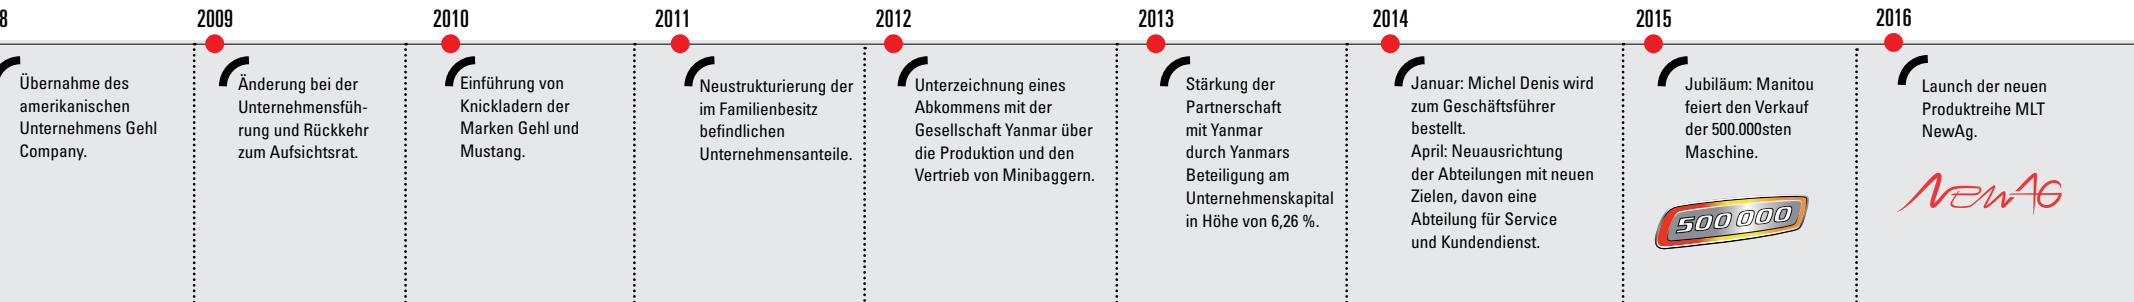 8
Übernahme des
amerikanischen
Unternehmens Gehl
Company.
2009
Änderung bei der
Unternehmensfüh-
rung und Rückkehr
zum Aufsichtsrat.
2010
Einführung von
Knickladern der
Marken Gehl und
Mustang.
2011
Neustrukturierung der
im Familienbesitz
befindlichen
Unternehmensanteile.
2012
Unterzeichnung eines
Abkommens mit der
Gesellschaft Yanmar über
die Produktion und den
Vertrieb von Minibaggern.
2013
Stärkung der
Partnerschaft
mit Yanmar
durch Yanmars
Beteiligung am
Unternehmenskapital
in Höhe von 6,26 %.
2014
Januar: Michel Denis wird
zum Geschäftsführer
bestellt.
April: Neuausrichtung
der Abteilungen mit neuen
Zielen, davon eine
Abteilung für Service
und Kundendienst.
2015
Jubiläum: Manitou
feiert den Verkauf
der 500.000sten
Maschine.
500 000
2016
Launch der neuen
Produktreihe MLT
NewAg.
NEWAG